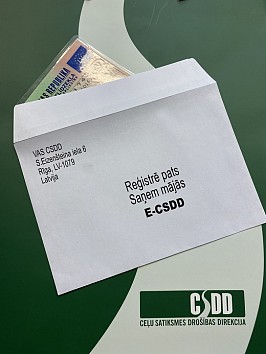 VAS CSDD
S.Eizenšteina iela 6
Rīga, LV-1079
Latvija
Reģistrē pats
Saņem mājās
E-CSDD
CSDD
CEĻU SATIKSMES DROŠĪBAS DIREKCIJA